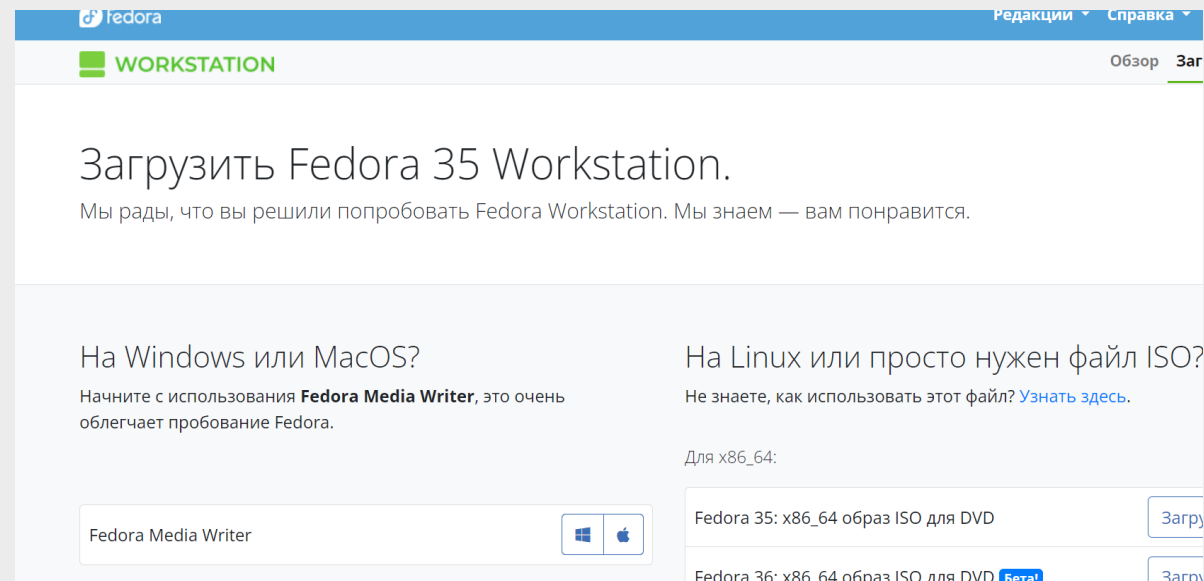 fedora
Редакции Справка
WORKSTATION
Обзор Заг
Загрузить Fedora 35 Workstation.
Мы рады, что вы решили попробовать Fedora Workstation. Мы знаем — вам понравится.
На Windows или MacOS?
Начните с использования Fedora Media Writer, это очень
облегчает пробование Fedora.
Fedora Media Writer
На Linux или просто нужен файл ISO?
Не знаете, как использовать этот файл? Узнать здесь.
Для x86_64:
Fedora 35: x86_64 образ ISO для DVD
Загру
Fedora 36: x86_64 образ ISO для DVD Бета!
Загру